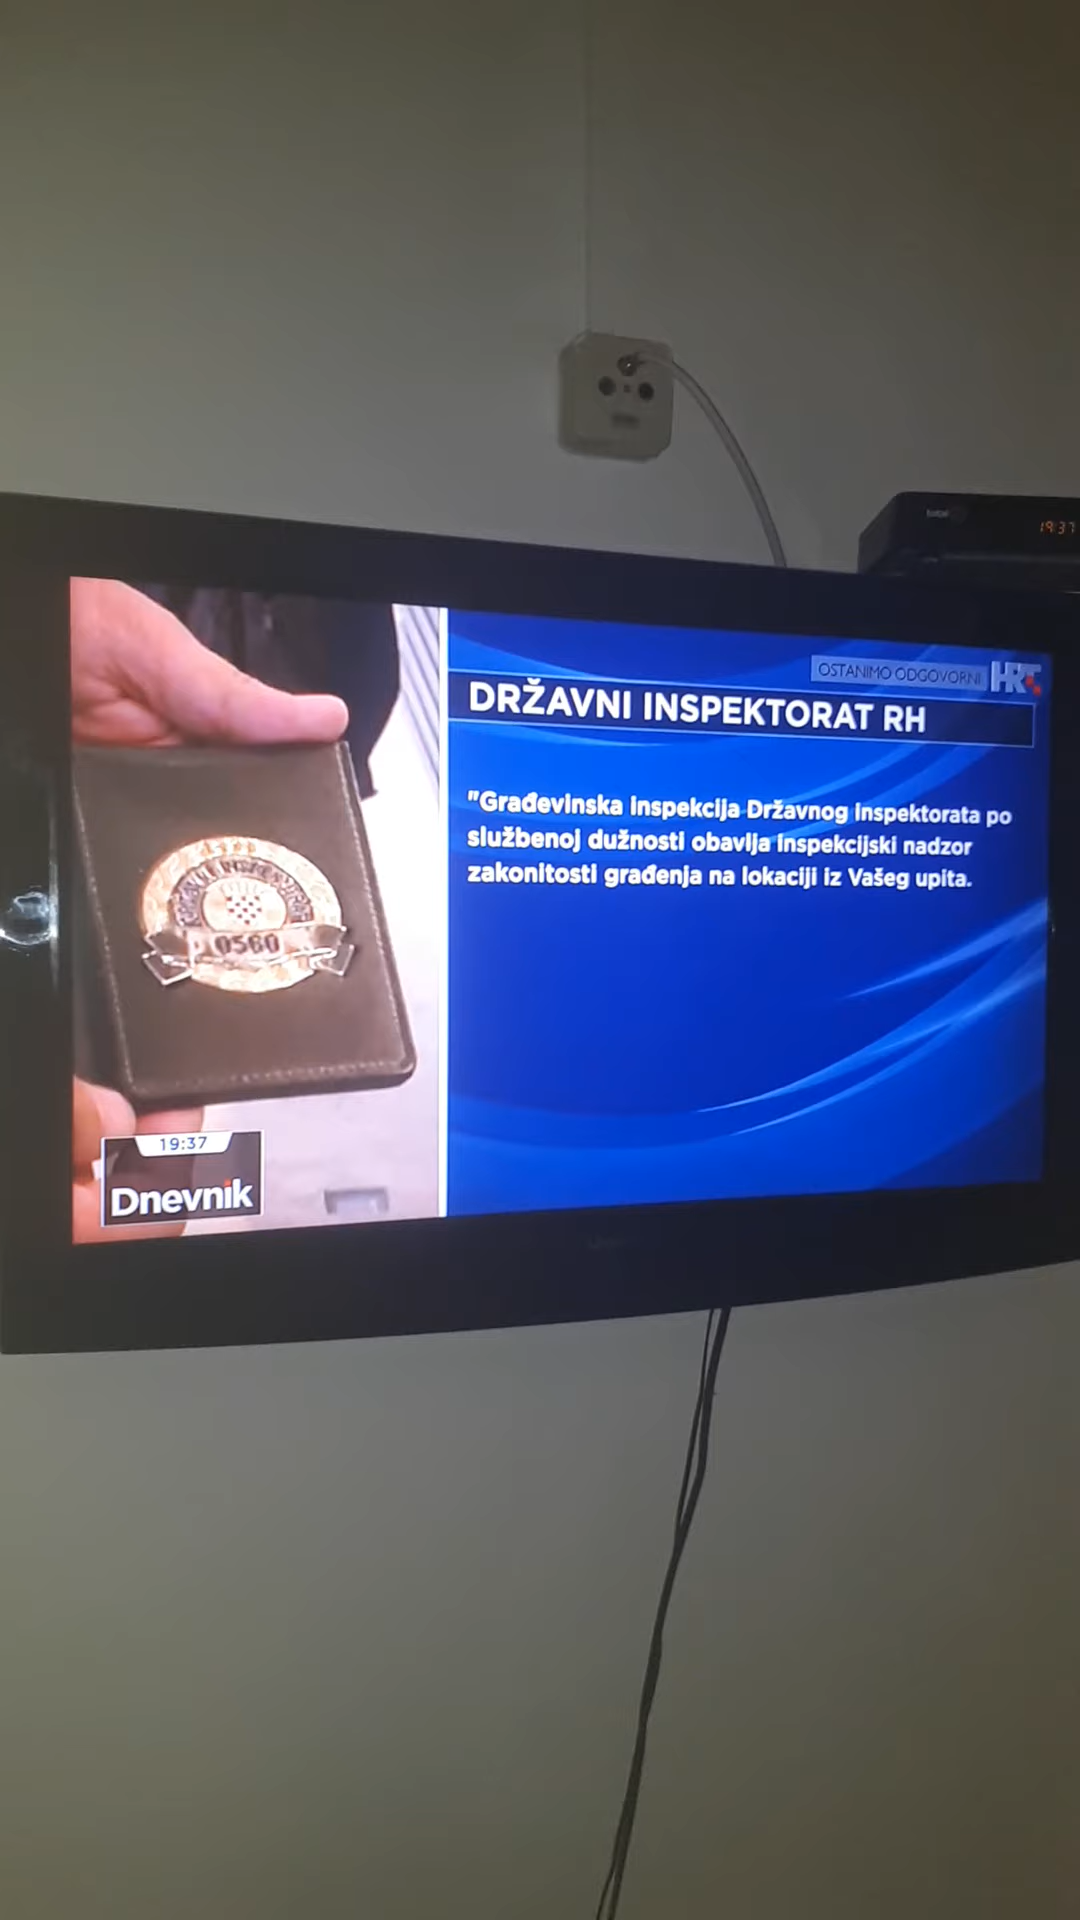 19:37
OSTANIMO ODGOVORNI HRT
DRŽAVNI INSPEKTORAT RH
"Građevinska inspekcija Državnog inspektorata po
službenoj dužnosti obavlja inspekcijski nadzor
zakonitosti građenja na lokaciji iz Vašeg upita.
0560
19:37
Dnevnik